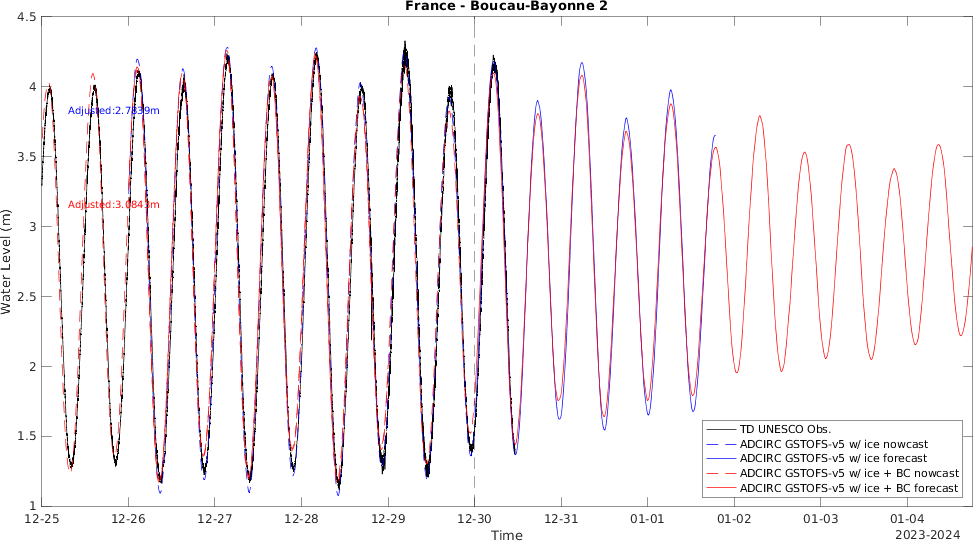 France - Boucau-Bayonne 2
4.5
4
3.5
3
2.5
2
1.5
1
Water Level (m)
Adjusted:2.7839m
Adjusted:3.0843m
TD UNESCO Obs.
ADCIRC GSTOFS-v5 w/ ice nowcast
ADCIRC GSTOFS-v5 w/ ice forecast
ADCIRC GSTOFS-v5 w/ ice + BC nowcast
ADCIRC GSTOFS-v5 w/ ice + BC forecast
12-25 12-26 12-27 12-28 12-29 12-30 12-31 01-01 01-02 01-03 01-04
Time
2023-2024